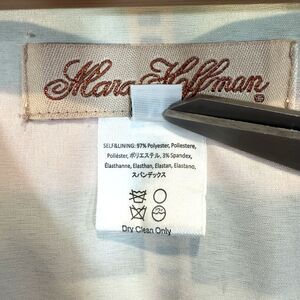 Mara Hoffman
SELF&LINING: 97% Polyester, Poliestere,
Poliéster, ポリエステル, 3% Spandex,
Élasthanne, Elasthan, Elastan, Elastano,
スパンデックス
Dry Clean Only